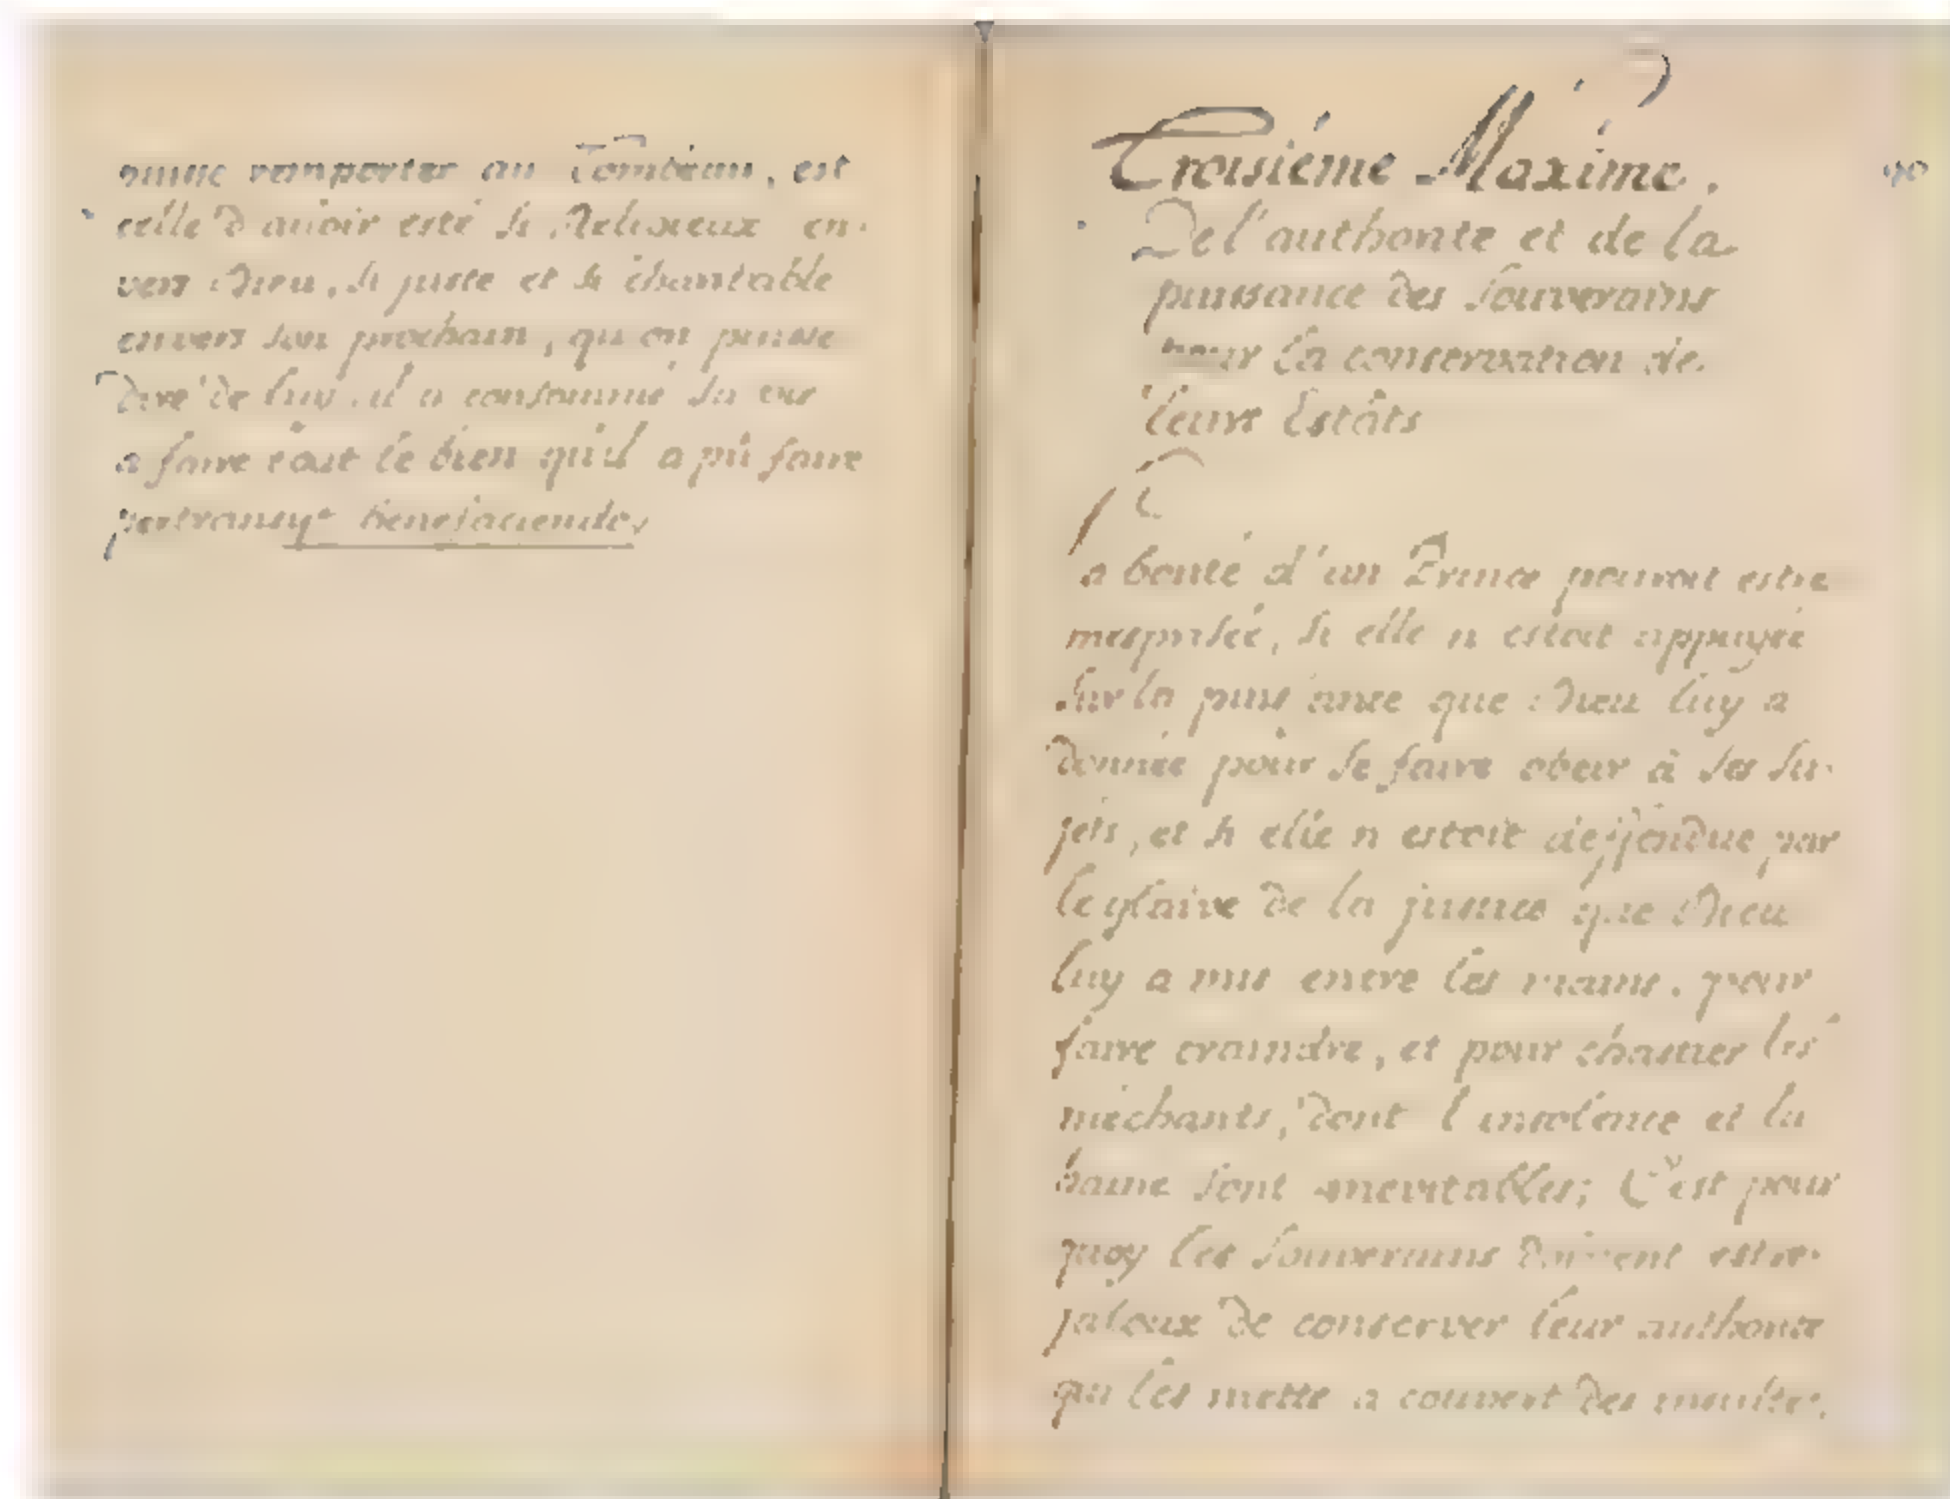 puisse remporter au Tombeau, est
celle d'avoir esté si Religieux en-
vers Dieu, si juste et si charitable
envers son prochain, qu'on puisse
dire de luy, il a consommé sa vie
a faire tout le bien qu'il a pû faire
pertransiit benefaciendo,
90
Troisiéme Maxime.
De l'authorité et de la
puissance des Souverains
pour la conservation de
leurs Estâts
La bonté d'un Prince pouroit estre
mesprisée, si elle n'estoit appuyée
sur la puissance que Dieu luy a
donnée pour se faire obeir à ses su-
jets, et si elle n'estoit deffendue par
le glaive de la justice que Dieu
luy a mis entre les mains. pour
faire craindre, et pour chastier les
méchants, dont l'insolence et la
haine sont inevitables; C'est pour
quoy les Souverains doivent estre
jaloux de conserver leur authorité
qui les mette a couvert des